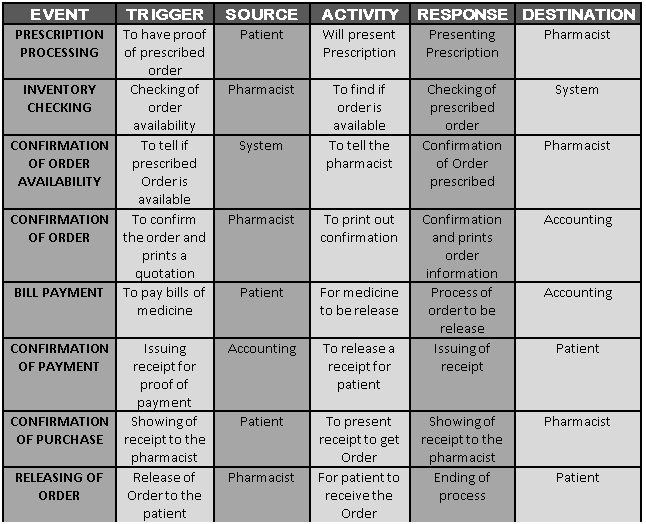 EVENT TRIGGER SOURCE ACTIVITY RESPONSE DESTINATION
PRESCRIPTION To have proof Patient Will present Presenting Pharmacist
PROCESSING of prescribed Prescription Prescription
order
INVENTORY Checking of Pharmacist To find if Checking of System
CHECKING order order is prescribed
availability available order
CONFIRMATION To tell if System To tell the Confirmation Pharmacist
OF ORDER prescribed pharmacist of Order
AVAILABILITY Order is prescribed
available
CONFIRMATION To confirm Pharmacist To print out Confirmation Accounting
OF ORDER the order and confirmation and prints
prints a order
quotation information
BILL PAYMENT To pay bills of Patient For medicine Process of Accounting
medicine to be release order to be
release
CONFIRMATION Issuing Accounting To release a Issuing of Patient
OF PAYMENT receipt for receipt for receipt
proof of patient
payment
CONFIRMATION Showing of Patient To present Showing of Pharmacist
OF PURCHASE receipt to the receipt to get receipt to the
pharmacist Order pharmacist
RELEASING OF Release of Pharmacist For patient to Ending of Patient
ORDER Order to the receive the process
patient Order